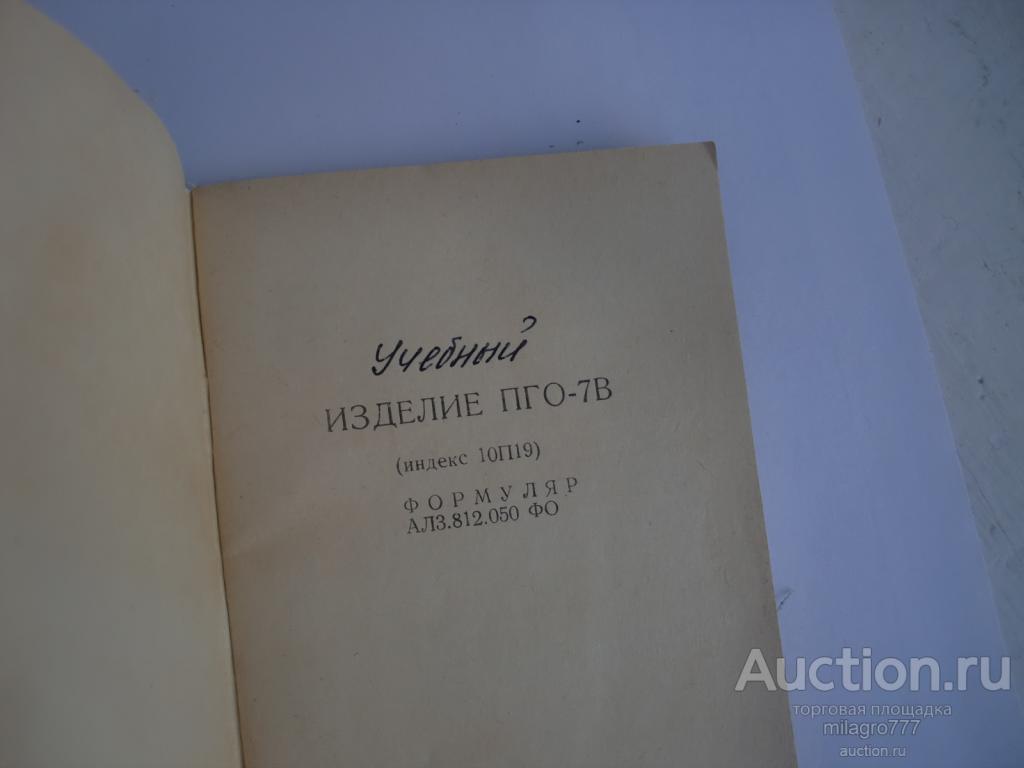 Учебный
ИЗДЕЛИЕ ПГО-7В
(индекс 10П19)
ФОРМУЛЯР
АЛ3.812.050 ФО
Auction.ru
торговая площадка
milagro777
auction.ru